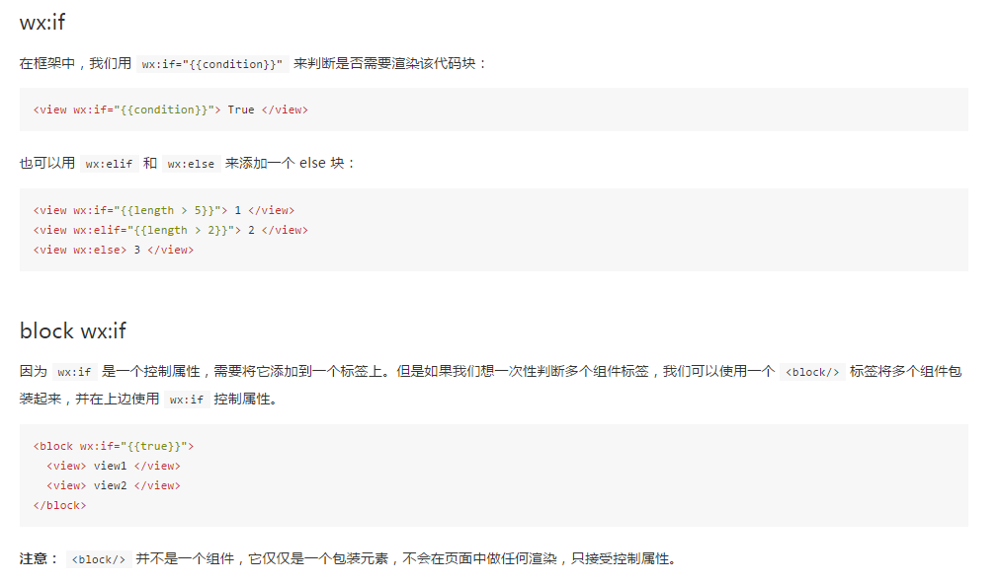 wx:if
在框架中，我们用 wx:if="{{condition}}" 来判断是否需要渲染该代码块：
<view wx:if="{{condition}}"> True </view>
也可以用 wx:elif 和 wx:else 来添加一个 else 块：
<view wx:if="{{length > 5}}"> 1 </view>
<view wx:elif="{{length > 2}}"> 2 </view>
<view wx:else> 3 </view>
block wx:if
因为 wx:if 是一个控制属性，需要将它添加到一个标签上。但是如果我们想一次性判断多个组件标签，我们可以使用一个 <block/> 标签将多个组件包
装起来，并在上边使用 wx:if 控制属性。
<block wx:if="{{true}}">
  <view> view1 </view>
  <view> view2 </view>
</block>
注意： <block/> 并不是一个组件，它仅仅是一个包装元素，不会在页面中做任何渲染，只接受控制属性。